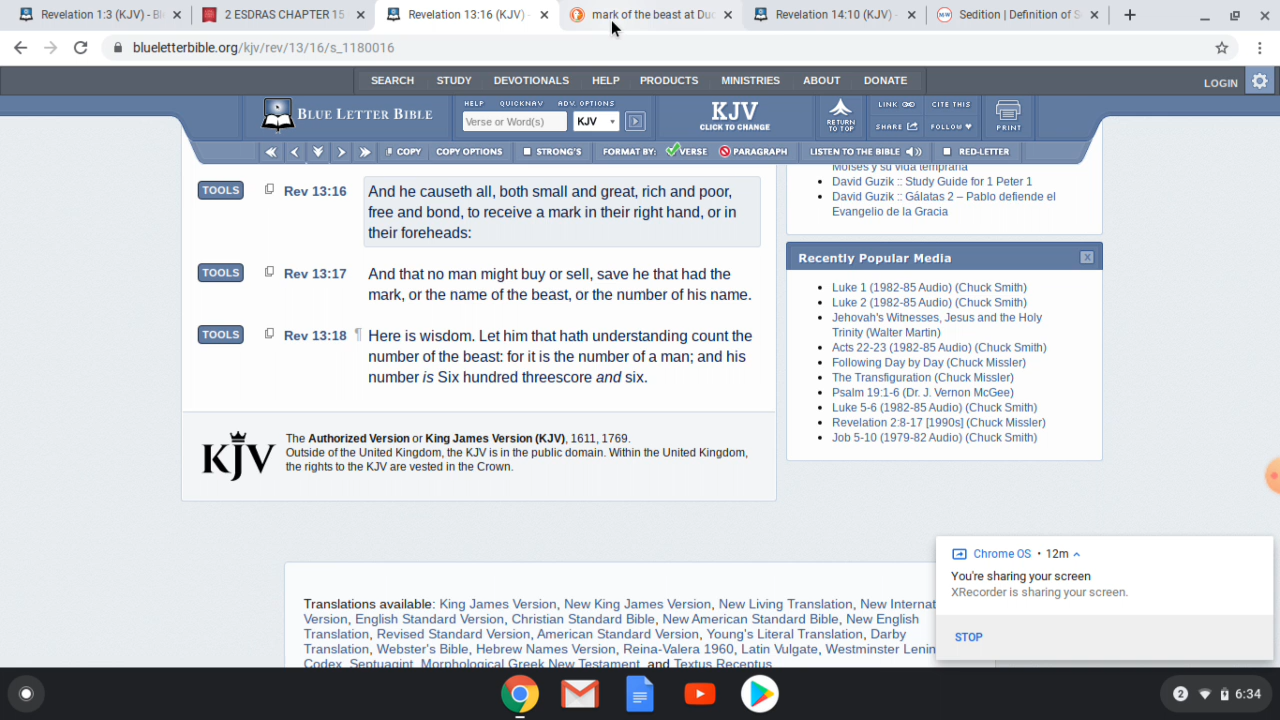 Revelation 1:3 (KJV) - Bl
2 ESDRAS CHAPTER 15
Revelation 13:16 (KJV) -
mark of the beast at Duc
Revelation 14:10 (KJV) -
Sedition | Definition of S
blueletterbible.org/kjv/rev/13/16/s_1180016
SEARCH STUDY DEVOTIONALS HELP PRODUCTS MINISTRIES ABOUT DONATE
LOGIN
BLUE LETTER BIBLE
HELP QUICKNAV ADV. OPTIONS
Verse or Word(s)
KJV
KJV
CLICK TO CHANGE
RETURN
TO TOP
LINK
CITE THIS
SHARE
FOLLOW
PRINT
COPY COPY OPTIONS STRONG'S FORMAT BY: VERSE PARAGRAPH LISTEN TO THE BIBLE RED-LETTER
TOOLS Rev 13:16 And he causeth all, both small and great, rich and poor,
free and bond, to receive a mark in their right hand, or in
their foreheads:
TOOLS Rev 13:17 And that no man might buy or sell, save he that had the
mark, or the name of the beast, or the number of his name.
TOOLS Rev 13:18 ¶ Here is wisdom. Let him that hath understanding count the
number of the beast: for it is the number of a man; and his
number is Six hundred threescore and six.
KJV
The Authorized Version or King James Version (KJV), 1611, 1769.
Outside of the United Kingdom, the KJV is in the public domain. Within the United Kingdom,
the rights to the KJV are vested in the Crown.
Moisés y su vida temprana
David Guzik :: Study Guide for 1 Peter 1
David Guzik :: Gálatas 2 – Pablo defiende el
Evangelio de la Gracia
Recently Popular Media
x
Luke 1 (1982-85 Audio) (Chuck Smith)
Luke 2 (1982-85 Audio) (Chuck Smith)
Jehovah's Witnesses, Jesus and the Holy
Trinity (Walter Martin)
Acts 22-23 (1982-85 Audio) (Chuck Smith)
Following Day by Day (Chuck Missler)
The Transfiguration (Chuck Missler)
Psalm 19:1-6 (Dr. J. Vernon McGee)
Luke 5-6 (1982-85 Audio) (Chuck Smith)
Revelation 2:8-17 [1990s] (Chuck Missler)
Job 5-10 (1979-82 Audio) (Chuck Smith)
Translations available: King James Version, New King James Version, New Living Translation, New Internat
Version, English Standard Version, Christian Standard Bible, New American Standard Bible, New English
Translation, Revised Standard Version, American Standard Version, Young's Literal Translation, Darby
Translation, Webster's Bible, Hebrew Names Version, Reina-Valera 1960, Latin Vulgate, Westminster Lenin
Codex, Septuagint, Morphological Greek New Testament, and Textus Receptus
Chrome OS • 12m
You're sharing your screen
XRecorder is sharing your screen.
STOP
2 6:34